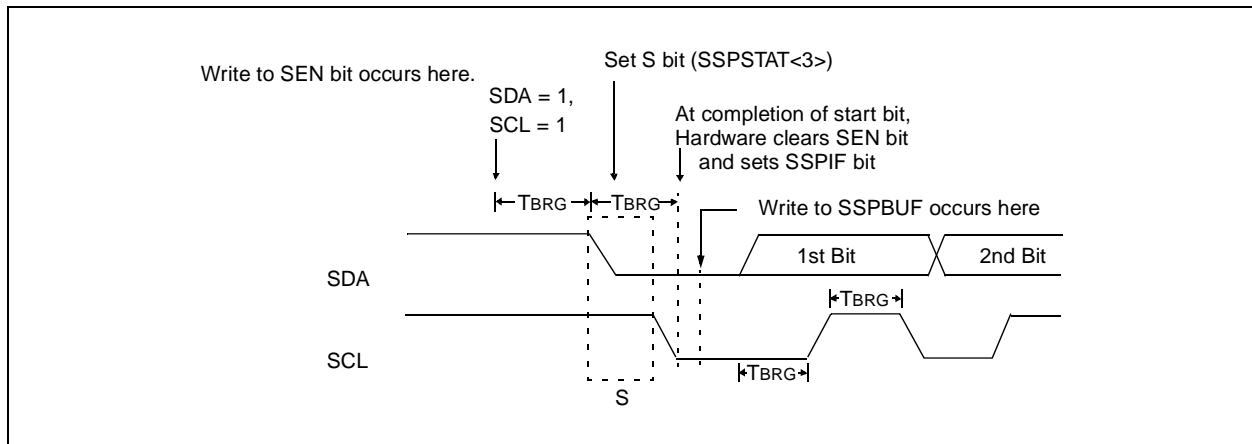 Write to SEN bit occurs here.
Set S bit (SSPSTAT<3>)
SDA = 1,
SCL = 1
At completion of start bit,
Hardware clears SEN bit
and sets SSPIF bit
TBRG
TBRG
Write to SSPBUF occurs here
SDA
1st Bit
2nd Bit
TBRG
SCL
TBRG
S